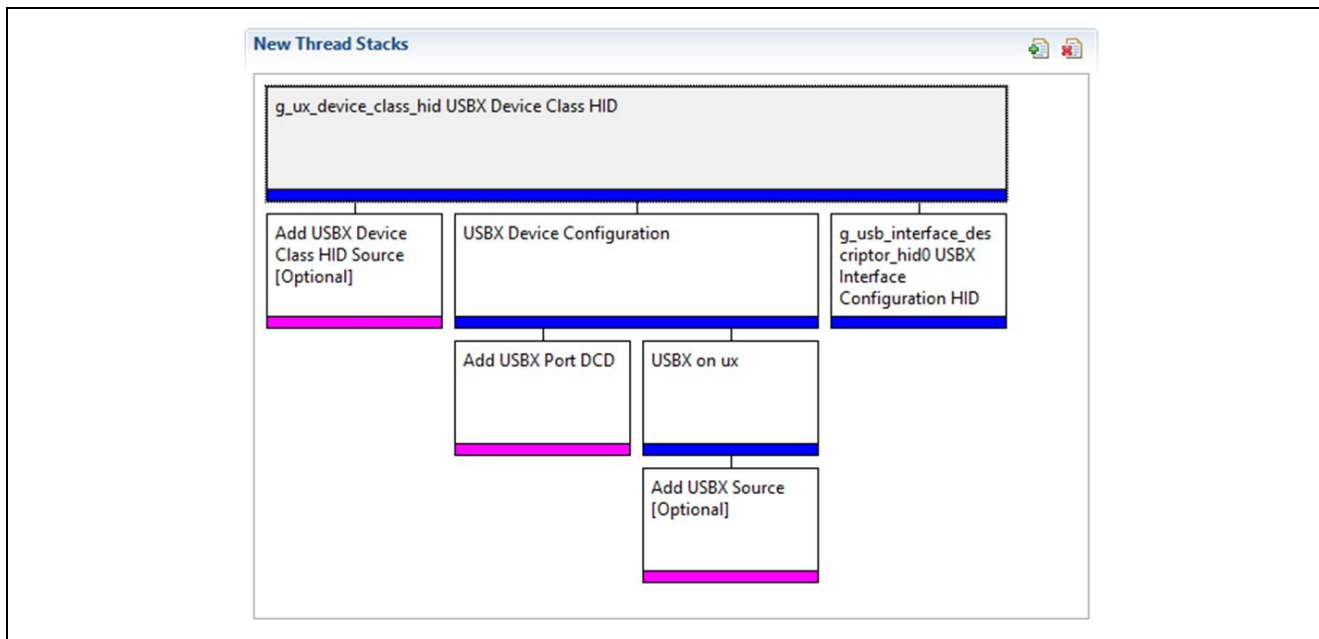 New Thread Stacks
g_ux_device_class_hid USBX Device Class HID
Add USBX Device
Class HID Source
[Optional]
USBX Device Configuration
g_usb_interface_des
criptor_hid0 USBX
Interface
Configuration HID
Add USBX Port DCD
USBX on ux
Add USBX Source
[Optional]